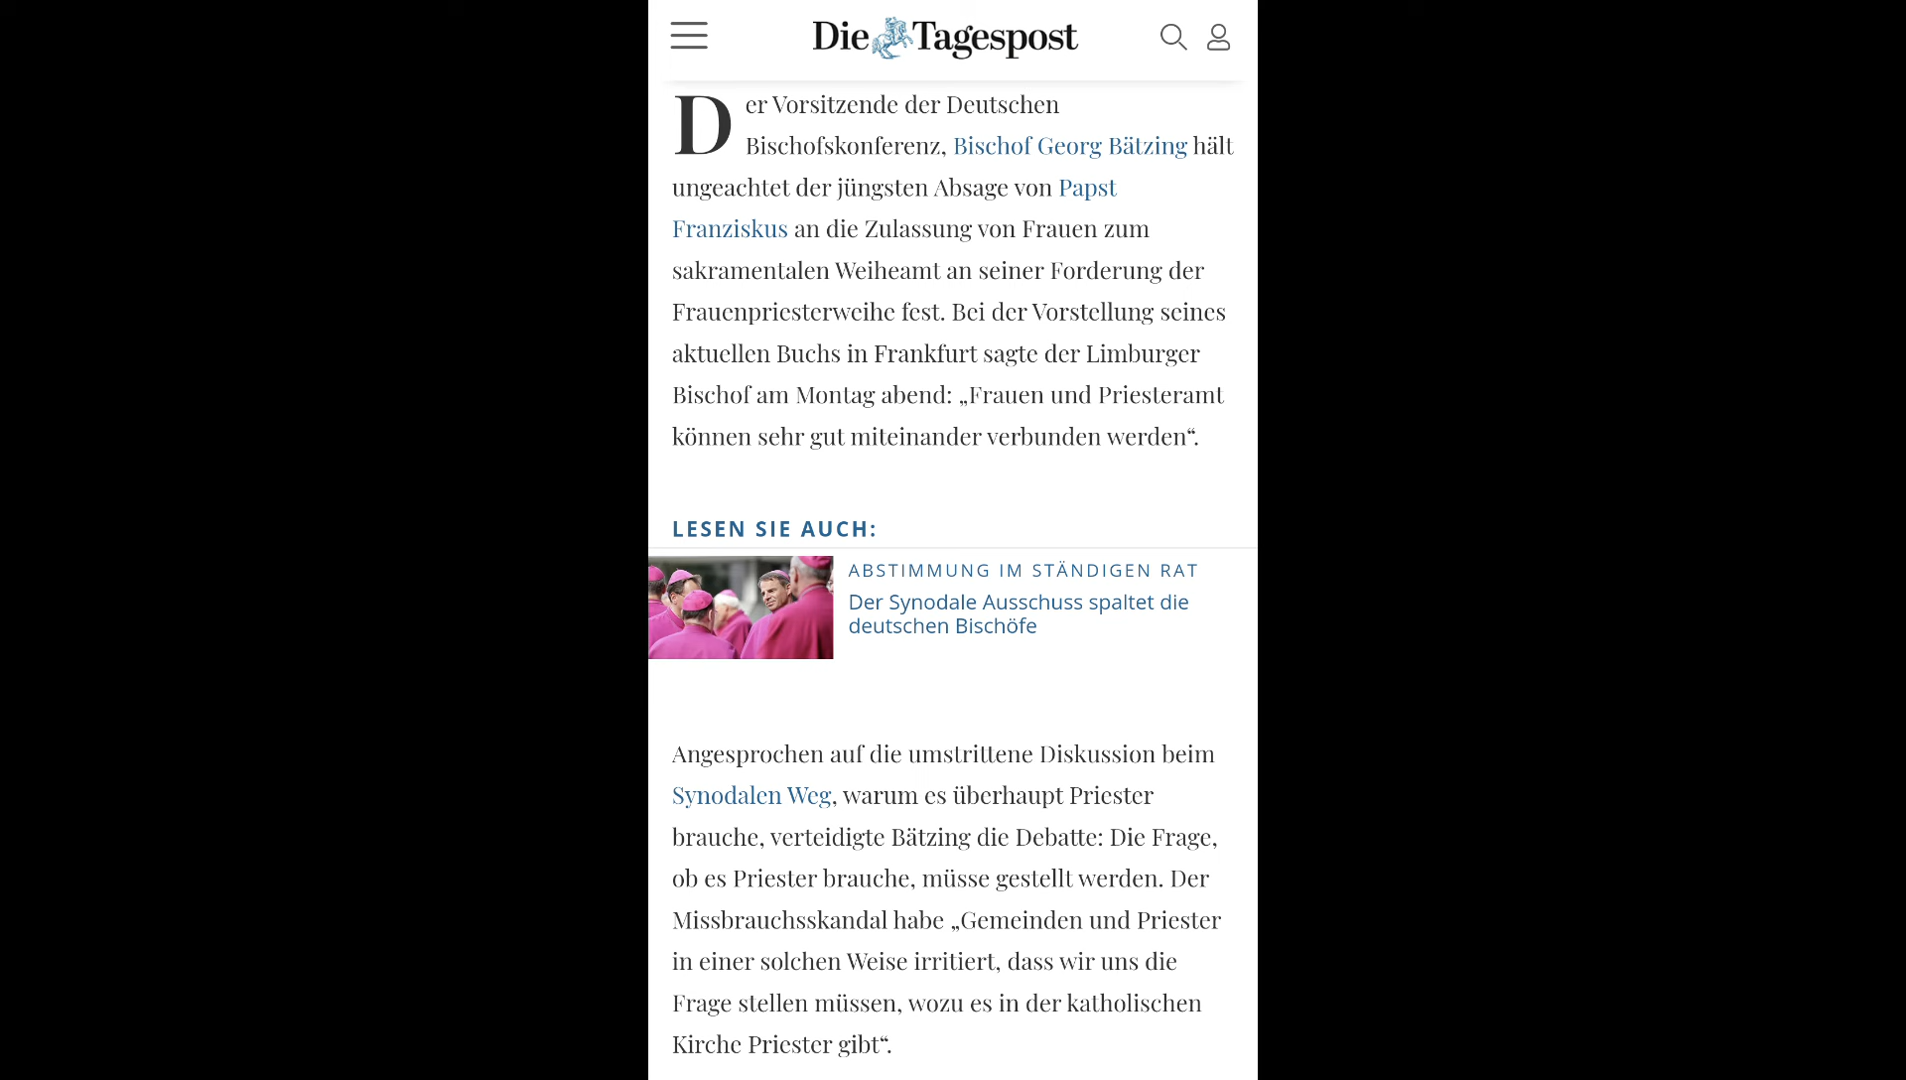 Die Tagespost
Der Vorsitzende der Deutschen
Bischofskonferenz, Bischof Georg Bätzing hält
ungeachtet der jüngsten Absage von Papst
Franziskus an die Zulassung von Frauen zum
sakramentalen Weiheamt an seiner Forderung der
Frauenpriesterweihe fest. Bei der Vorstellung seines
aktuellen Buchs in Frankfurt sagte der Limburger
Bischof am Montag abend: „Frauen und Priesteramt
können sehr gut miteinander verbunden werden“.
LESEN SIE AUCH:
ABSTIMMUNG IM STÄNDIGEN RAT
Der Synodale Ausschuss spaltet die
deutschen Bischöfe
Angesprochen auf die umstrittene Diskussion beim
Synodalen Weg, warum es überhaupt Priester
brauche, verteidigte Bätzing die Debatte: Die Frage,
ob es Priester brauche, müsse gestellt werden. Der
Missbrauchsskandal habe „Gemeinden und Priester
in einer solchen Weise irritiert, dass wir uns die
Frage stellen müssen, wozu es in der katholischen
Kirche Priester gibt“.